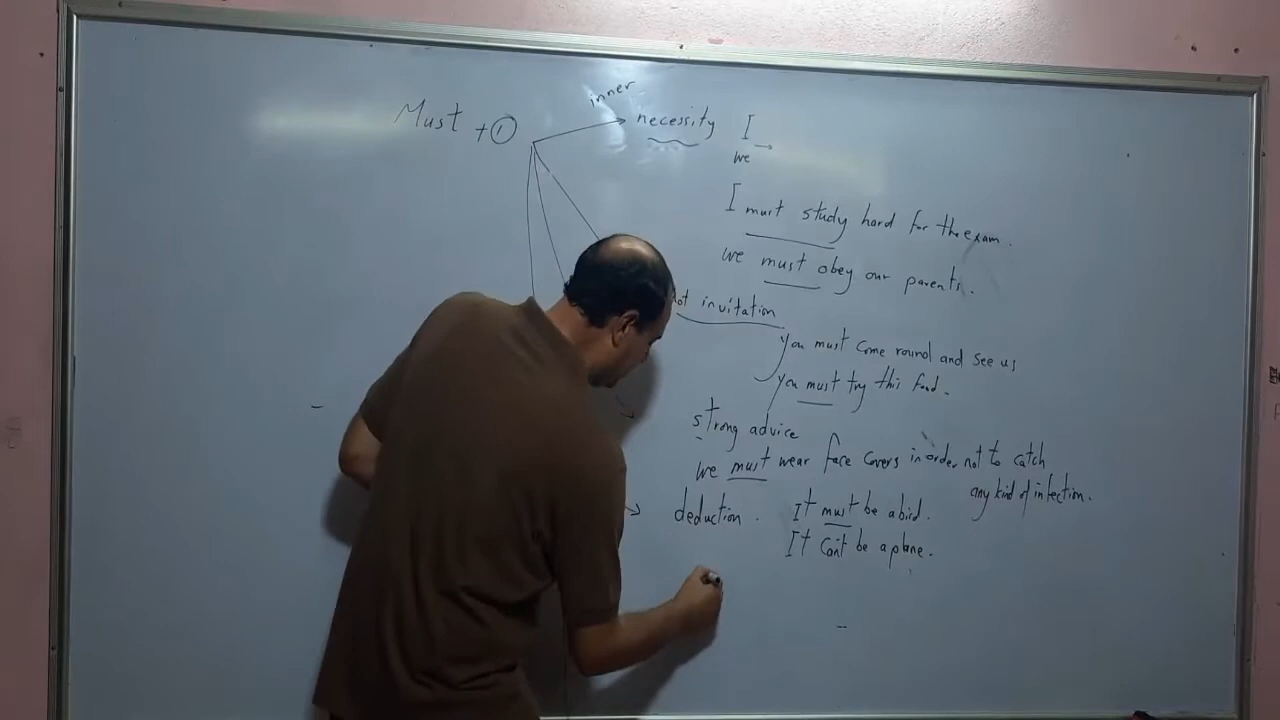 inner
Must + ① necessity I
we
I must study hard for the exam.
we must obey our parents.
invitation
you must come round and see us
you must try this food.
strong advice
we must wear face covers in order not to catch
any kind of infection.
deduction. It must be a bird.
It can't be a plane.